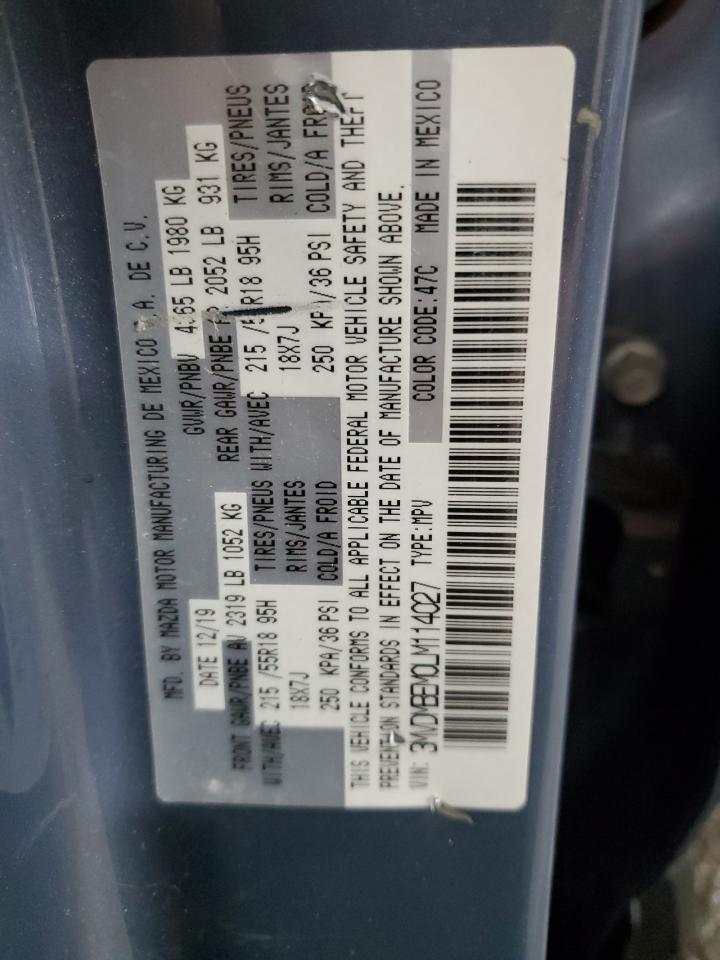 MFD. BY MAZDA MOTOR MANUFACTURING DE MEXICO S.A. DE C.V.
DATE 12/19 GVWR/PNBV 4365 LB 1980 KG
FRONT GAWR/PNBE AV 2319 LB 1052 KG REAR GAWR/PNBE 2052 LB 931 KG
WITH/AVEC 215 /55R18 95H TIRES/PNEUS WITH/AVEC 215 /55R18 95H TIRES/PNEUS
18X7J RIMS/JANTES 18X7J RIMS/JANTES
250 KPA/36 PSI COLD/A FROID 250 KPA/36 PSI COLD/A FROID
THIS VEHICLE CONFORMS TO ALL APPLICABLE FEDERAL MOTOR VEHICLE SAFETY AND THEFT
PREVENTION STANDARDS IN EFFECT ON THE DATE OF MANUFACTURE SHOWN ABOVE.
VIN: 3MVDMBEM0LM114027 TYPE:MPV COLOR CODE:47C MADE IN MEXICO